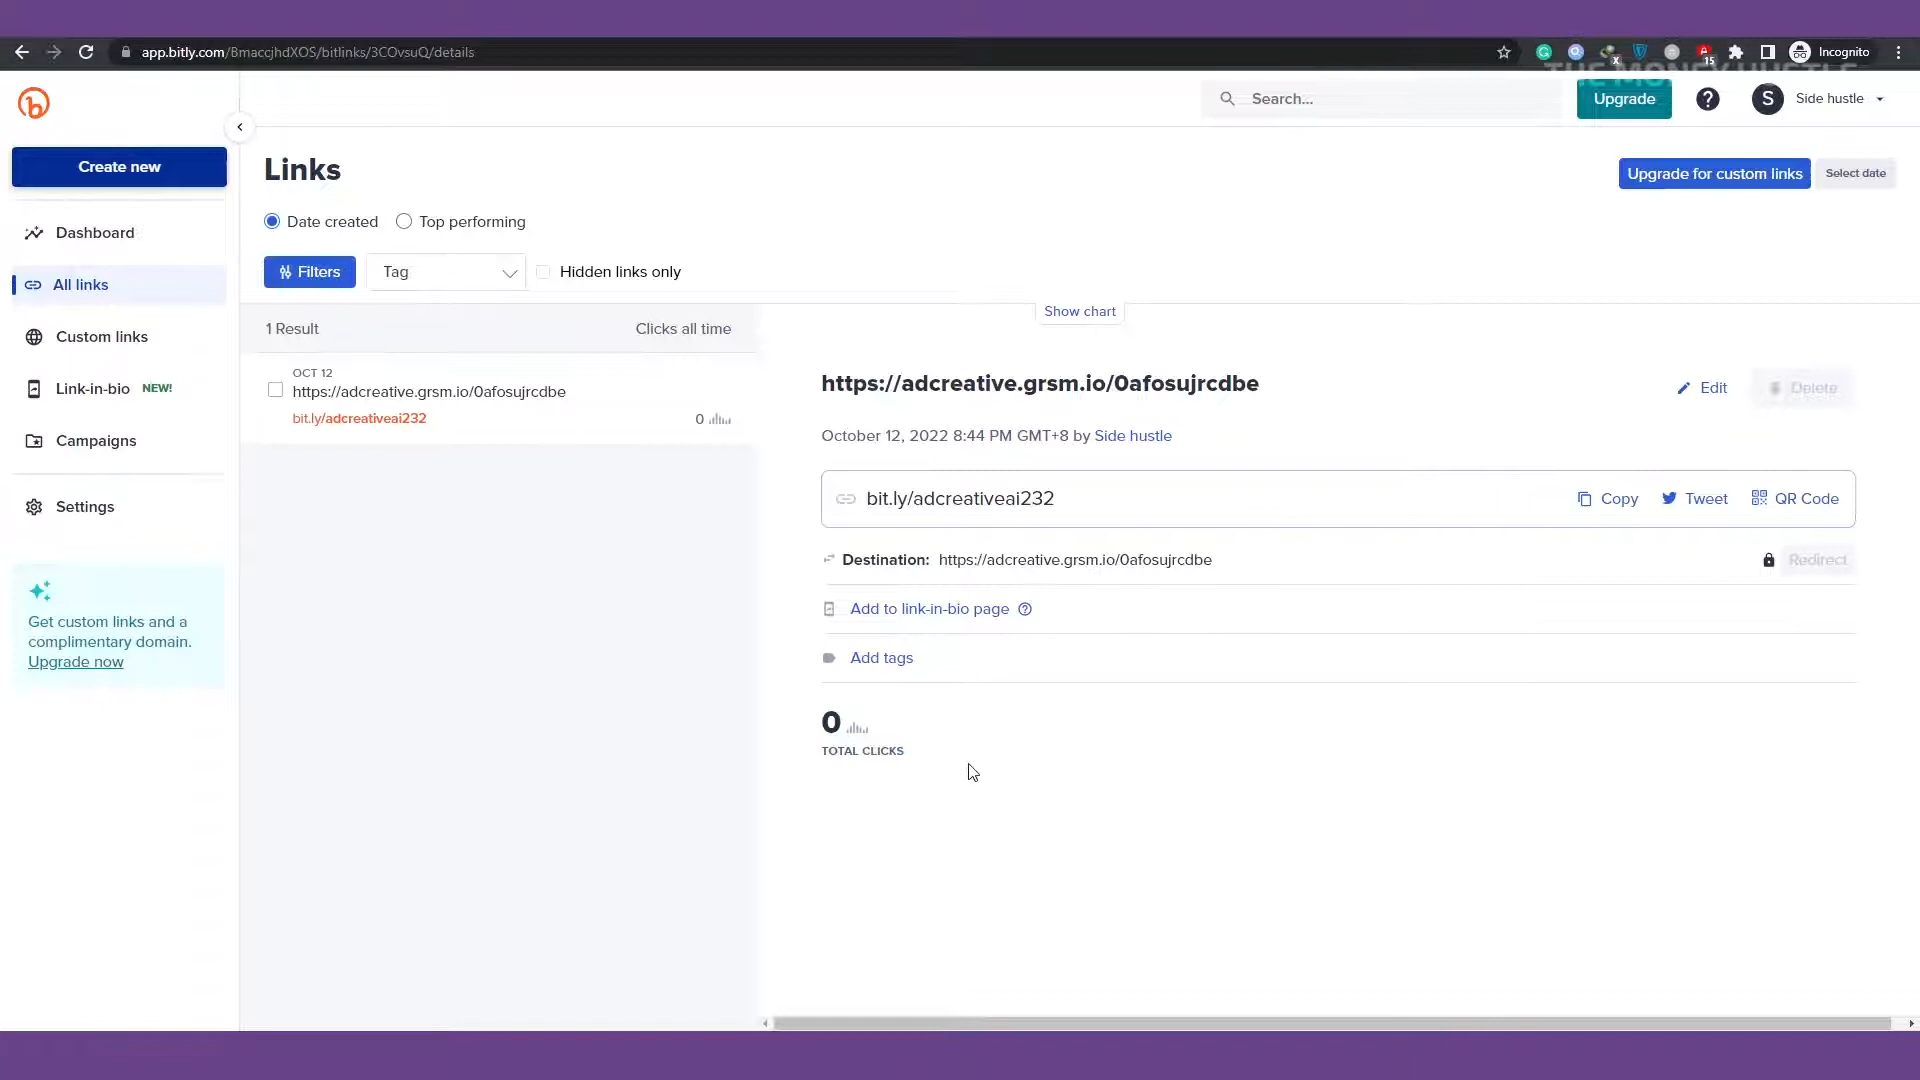 app.bitly.com/BmaccjhdXOS/bitlinks/3COvsuQ/details
15
Incognito
THE MONEY HUSTLE
Search...
Upgrade
S
Side hustle
Create new
Links
Upgrade for custom links
Select date
Dashboard
Date created
Top performing
Filters
Tag
Hidden links only
All links
Custom links
Link-in-bio NEW!
Campaigns
Settings
Get custom links and a
complimentary domain.
Upgrade now
Show chart
1 Result
Clicks all time
OCT 12
https://adcreative.grsm.io/0afosujrcdbe
bit.ly/adcreativeai232
0
https://adcreative.grsm.io/0afosujrcdbe
Edit
Delete
October 12, 2022 8:44 PM GMT+8 by Side hustle
bit.ly/adcreativeai232
Copy
Tweet
QR Code
Destination: https://adcreative.grsm.io/0afosujrcdbe
Redirect
Add to link-in-bio page
Add tags
0
TOTAL CLICKS